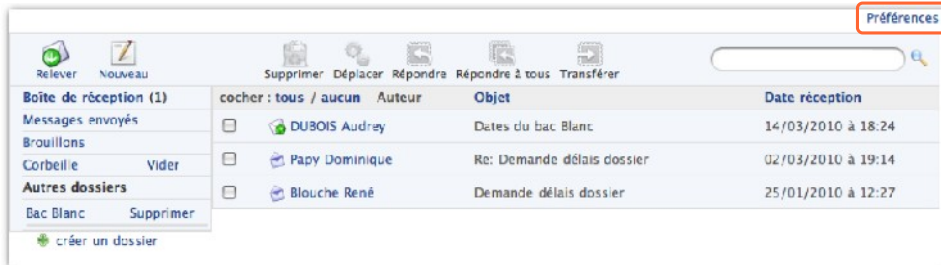 Préférences
Relever Nouveau Supprimer Déplacer Répondre Répondre à tous Transférer
Boîte de réception (1) cocher : tous / aucun Auteur Objet Date réception
Messages envoyés DUBOIS Audrey Dates du bac Blanc 14/03/2010 à 18:24
Brouillons
Corbeille Vider Papy Dominique Re: Demande délais dossier 02/03/2010 à 19:14
Autres dossiers Blouche René Demande délais dossier 25/01/2010 à 12:27
Bac Blanc Supprimer
créer un dossier